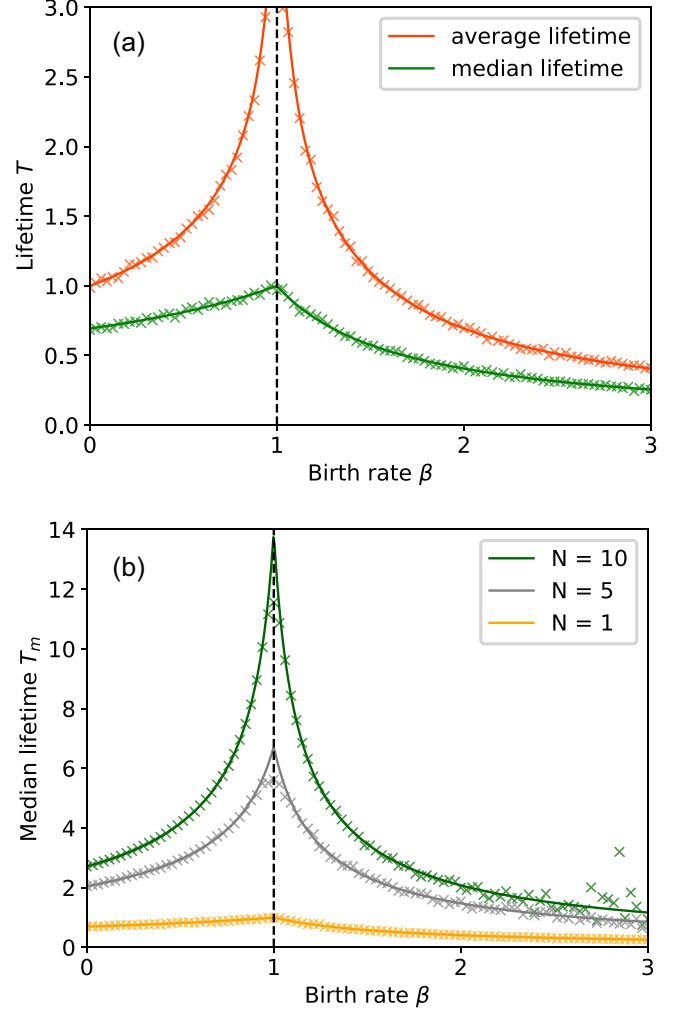 (a)
average lifetime
median lifetime
3.0
2.5
2.0
1.5
1.0
0.5
0.0
Lifetime T
0
1
2
3
Birth rate β
(b)
N = 10
N = 5
N = 1
14
12
10
8
6
4
2
0
Median lifetime T_m
0
1
2
3
Birth rate β